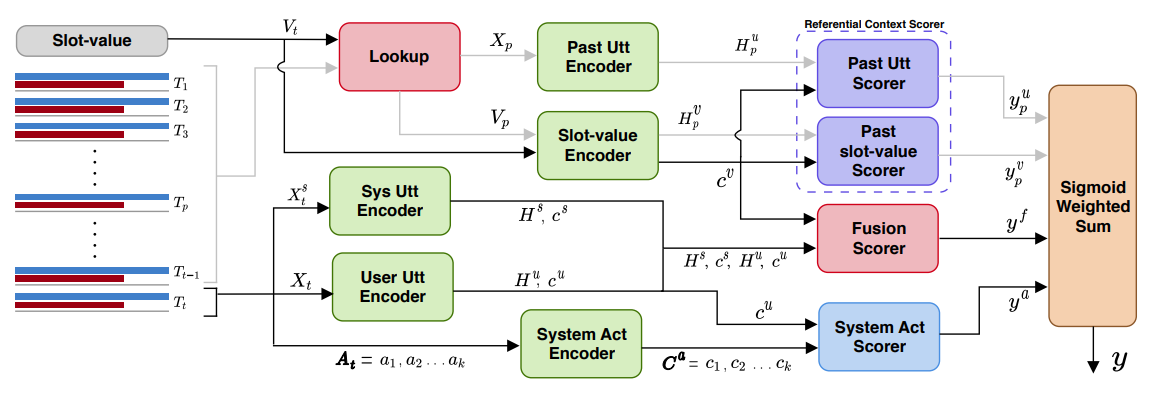 Referential Context Scorer
Slot-value
V_t
Lookup
X_p
Past Utt
Encoder
H_p^u
Past Utt
Scorer
y_p^u
T_1
T_2
T_3
V_p
Slot-value
Encoder
H_p^v
c^v
Past
slot-value
Scorer
y_p^v
Sigmoid
Weighted
Sum
T_p
X_t^s
Sys Utt
Encoder
H^s, c^s
Fusion
Scorer
y^f
H^s, c^s, H^u, c^u
T_{t-1}
T_t
X_t
User Utt
Encoder
H^u, c^u
c^u
System Act
Scorer
y^a
A_t = a_1, a_2 ... a_k
System Act
Encoder
C^a = c_1, c_2 ... c_k
y